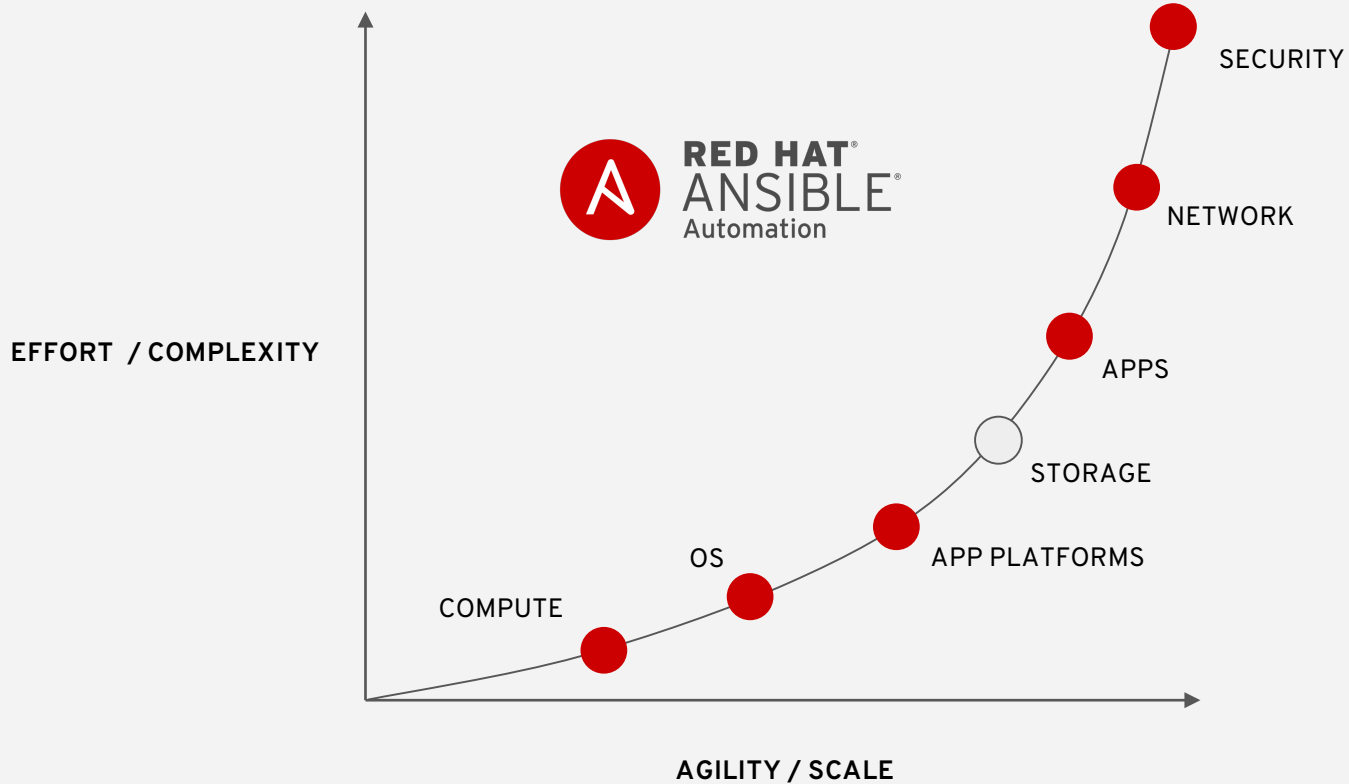 SECURITY
RED HAT®
ANSIBLE®
Automation
NETWORK
EFFORT / COMPLEXITY
APPS
STORAGE
OS
APP PLATFORMS
COMPUTE
AGILITY / SCALE